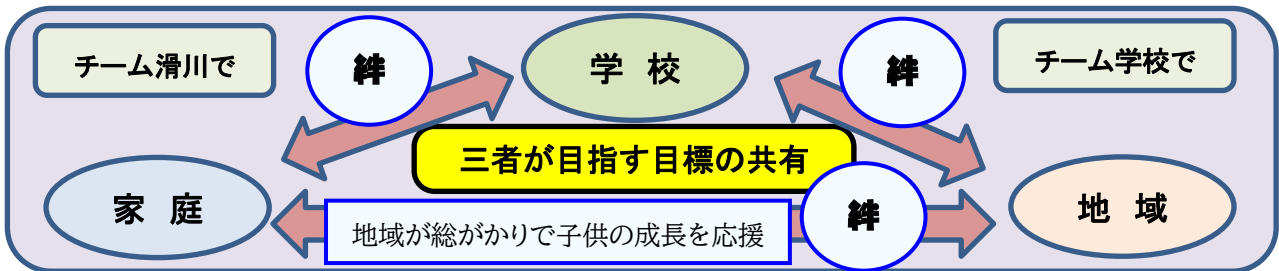 チーム滑川で
絆
学 校
絆
チーム学校で
三者が目指す目標の共有
家 庭
地域が総がかりで子供の成長を応援
絆
地 域